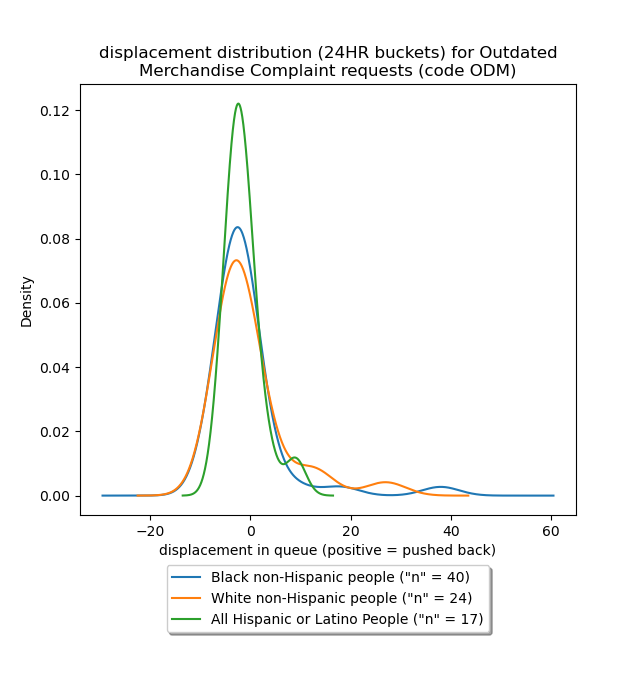 displacement distribution (24HR buckets) for Outdated
Merchandise Complaint requests (code ODM)
0.12
0.10
0.08
0.06
0.04
0.02
0.00
Density
−20
0
20
40
60
displacement in queue (positive = pushed back)
Black non-Hispanic people ("n" = 40)
White non-Hispanic people ("n" = 24)
All Hispanic or Latino People ("n" = 17)